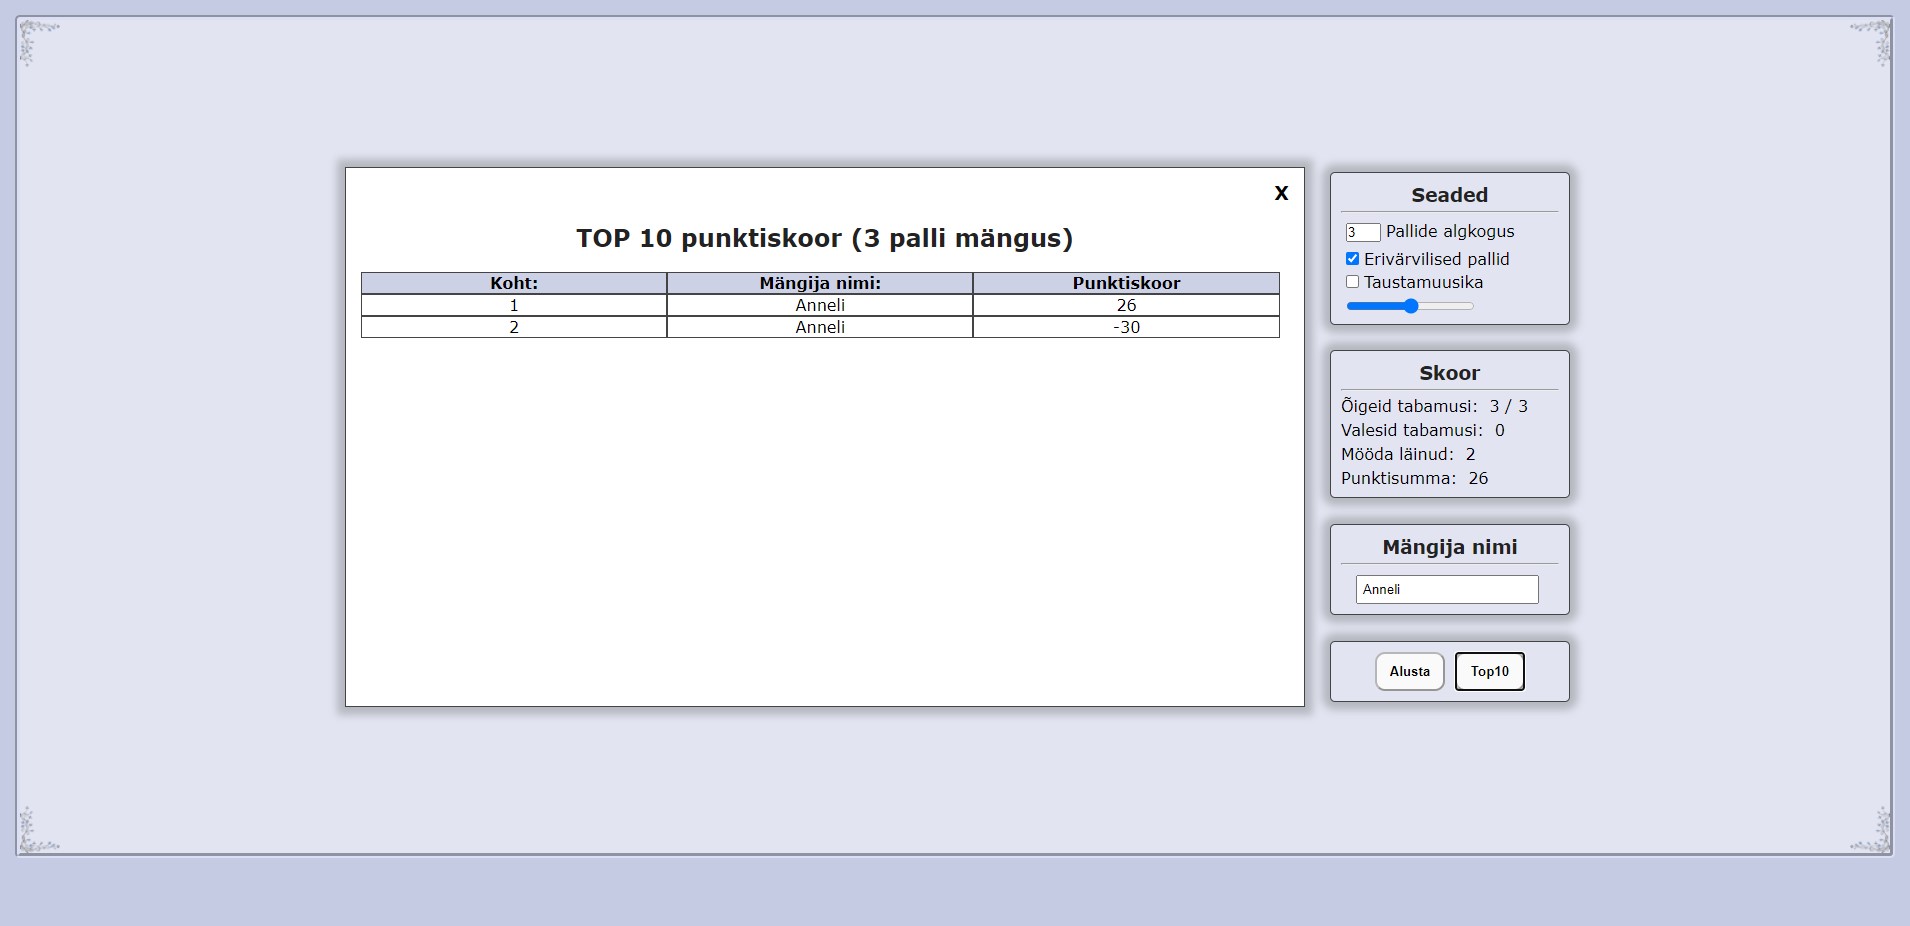 X
TOP 10 punktiskoor (3 palli mängus)
Koht: Mängija nimi: Punktiskoor
1 Anneli 26
2 Anneli -30
Seaded
3 Pallide algkogus
Erivärvilised pallid
Taustamuusika
Skoor
Õigeid tabamusi: 3 / 3
Valesid tabamusi: 0
Mööda läinud: 2
Punktisumma: 26
Mängija nimi
Anneli
Alusta Top10